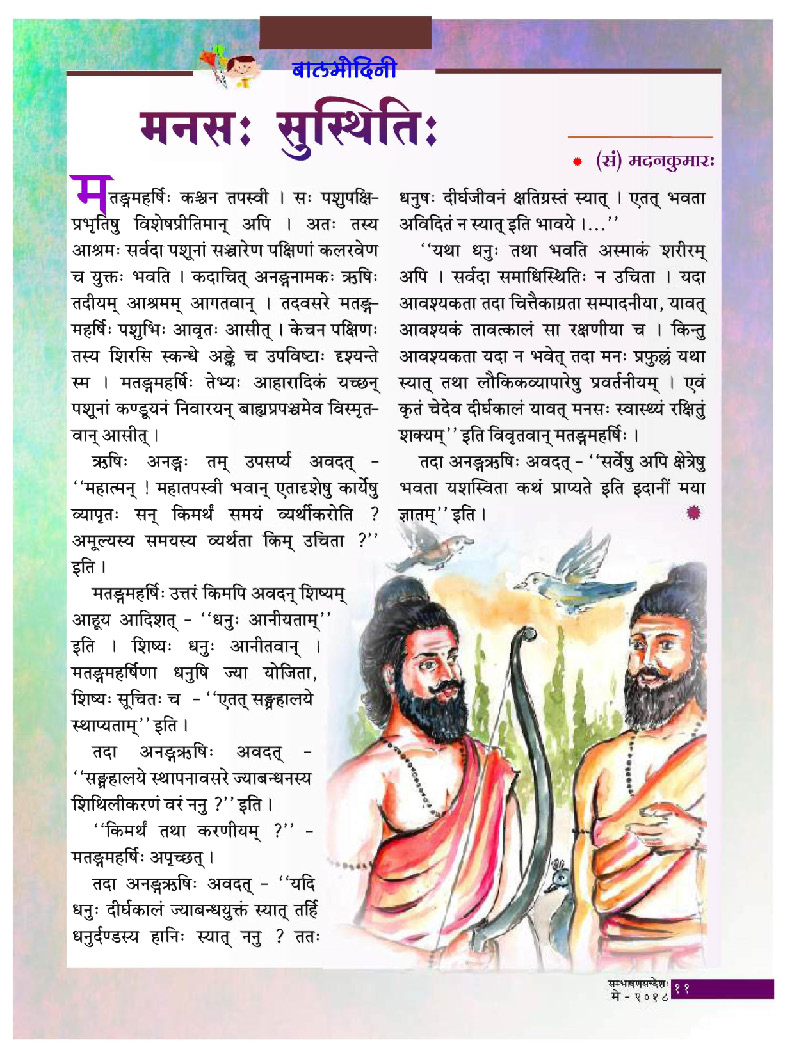 बालमोदिनी
मनसः सुस्थितिः
(सं) मदनकुमारः
मतङ्गमहर्षिः कश्चन तपस्वी । सः पशुपक्षि-
प्रभृतिषु विशेषप्रीतिमान् अपि । अतः तस्य
आश्रमः सर्वदा पशूनां सञ्चारेण पक्षिणां कलरवेण
च युक्तः भवति । कदाचित् अनङ्गनामकः ऋषिः
तदीयम् आश्रमम् आगतवान् । तदवसरे मतङ्ग-
महर्षिः पशुभिः आवृतः आसीत् । केचन पक्षिणः
तस्य शिरसि स्कन्धे अङ्के च उपविष्टाः दृश्यन्ते
स्म । मतङ्गमहर्षिः तेभ्यः आहारादिकं यच्छन्
पशूनां कण्डूयनं निवारयन् बाह्यप्रपञ्चमेव विस्मृत-
वान् आसीत् ।
ऋषिः अनङ्गः तम् उपसर्प्य अवदत् -
‘‘महात्मन् ! महातपस्वी भवान् एतादृशेषु कार्येषु
व्यापृतः सन् किमर्थं समयं व्यर्थीकरोति ?
अमूल्यस्य समयस्य व्यर्थता किम् उचिता ?’’
इति ।
मतङ्गमहर्षिः उत्तरं किमपि अवदन् शिष्यम्
आहूय आदिशत् - ‘‘धनुः आनीयताम्’’
इति । शिष्यः धनुः आनीतवान् ।
मतङ्गमहर्षिणा धनुषि ज्या योजिता,
शिष्यः सूचितः च - ‘‘एतत् सङ्ग्रहालये
स्थाप्यताम्’’ इति ।
तदा अनङ्गऋषिः अवदत् -
‘‘सङ्ग्रहालये स्थापनावसरे ज्याबन्धनस्य
शिथिलीकरणं वरं ननु ?’’ इति ।
‘‘किमर्थं तथा करणीयम् ?’’ -
मतङ्गमहर्षिः अपृच्छत् ।
तदा अनङ्गऋषिः अवदत् - ‘‘यदि
धनुः दीर्घकालं ज्याबन्धयुक्तं स्यात् तर्हि
धनुर्दण्डस्य हानिः स्यात् ननु ? ततः
धनुषः दीर्घजीवनं क्षतिग्रस्तं स्यात् । एतत् भवता
अविदितं न स्यात् इति भावये ।...’’
‘‘यथा धनुः तथा भवति अस्माकं शरीरम्
अपि । सर्वदा समाधिस्थितिः न उचिता । यदा
आवश्यकता तदा चित्तैकाग्रता सम्पादनीया, यावत्
आवश्यकं तावत्कालं सा रक्षणीया च । किन्तु
आवश्यकता यदा न भवेत् तदा मनः प्रफुल्लं यथा
स्यात् तथा लौकिकव्यापारेषु प्रवर्तनीयम् । एवं
कृतं चेदेव दीर्घकालं यावत् मनसः स्वास्थ्यं रक्षितुं
शक्यम्’’ इति विवृतवान् मतङ्गमहर्षिः ।
तदा अनङ्गऋषिः अवदत् - ‘‘सर्वेषु अपि क्षेत्रेषु
भवता यशस्विता कथं प्राप्यते इति इदानीं मया
ज्ञातम्’’ इति ।
सम्भाषणसन्देशः
मे - २०१८
११